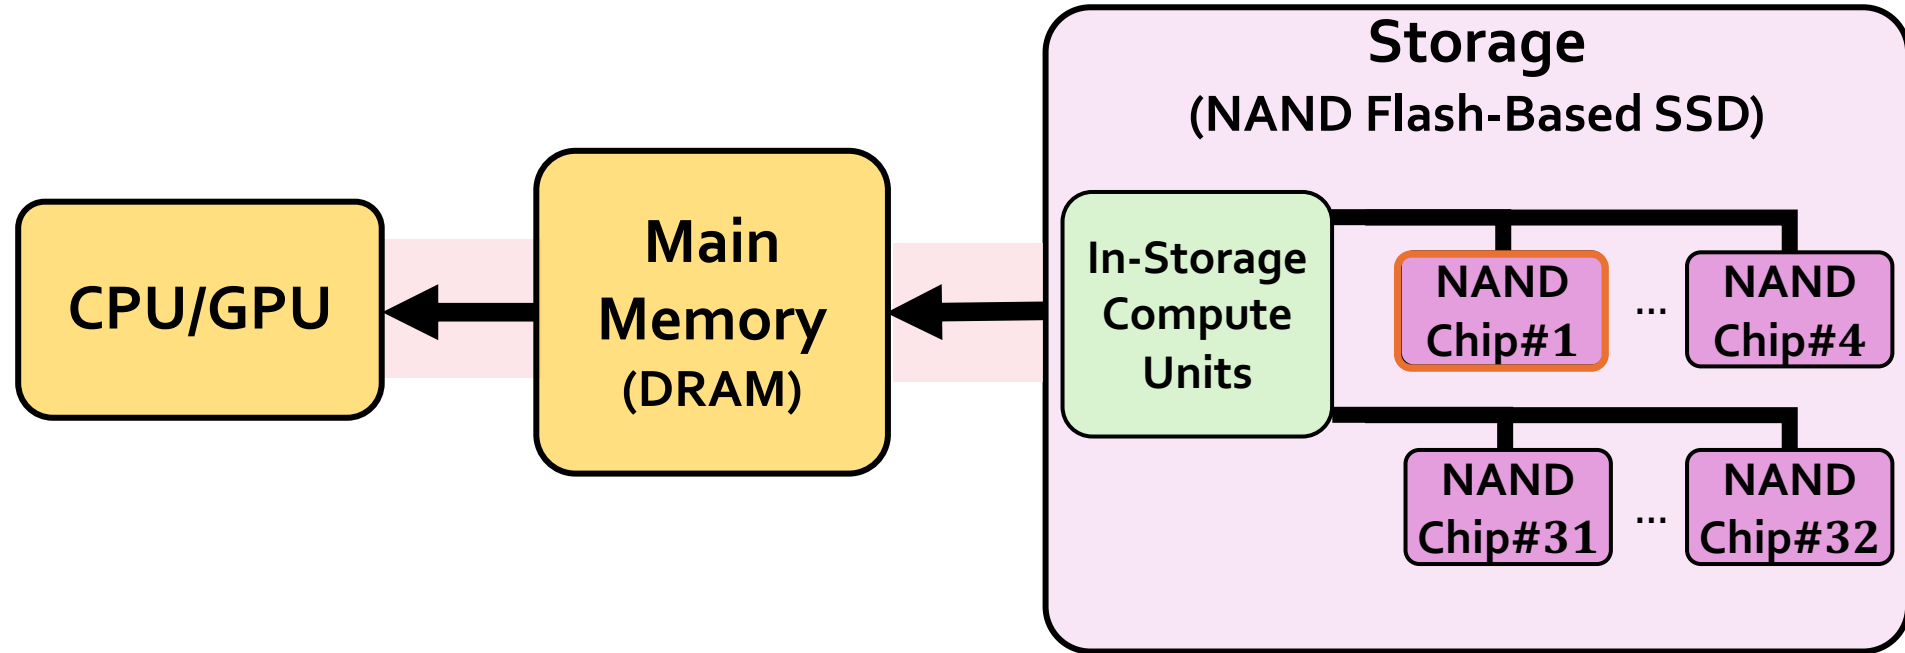 Storage
(NAND Flash-Based SSD)
CPU/GPU
Main
Memory
(DRAM)
In-Storage
Compute
Units
NAND
Chip#1
...
NAND
Chip#4
NAND
Chip#31
...
NAND
Chip#32